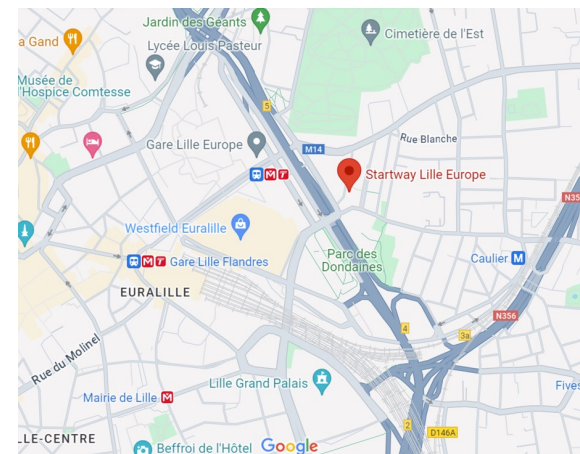 Jardin des Géants
Cimetière de l'Est
a Gand
Lycée Louis Pasteur
Musée de
l'Hospice Comtesse
5
Rue Blanche
Gare Lille Europe
M14
Startway Lille Europe
M T
N35
Westfield Euralille
Parc des
Dondaines
Caulier M
M T Gare Lille Flandres
EURALILLE
N356
4
3a
Rue du Molinel
Lille Grand Palais
Fives
Mairie de Lille M
2
D146A
LLE-CENTRE
Beffroi de l'Hôtel
Google